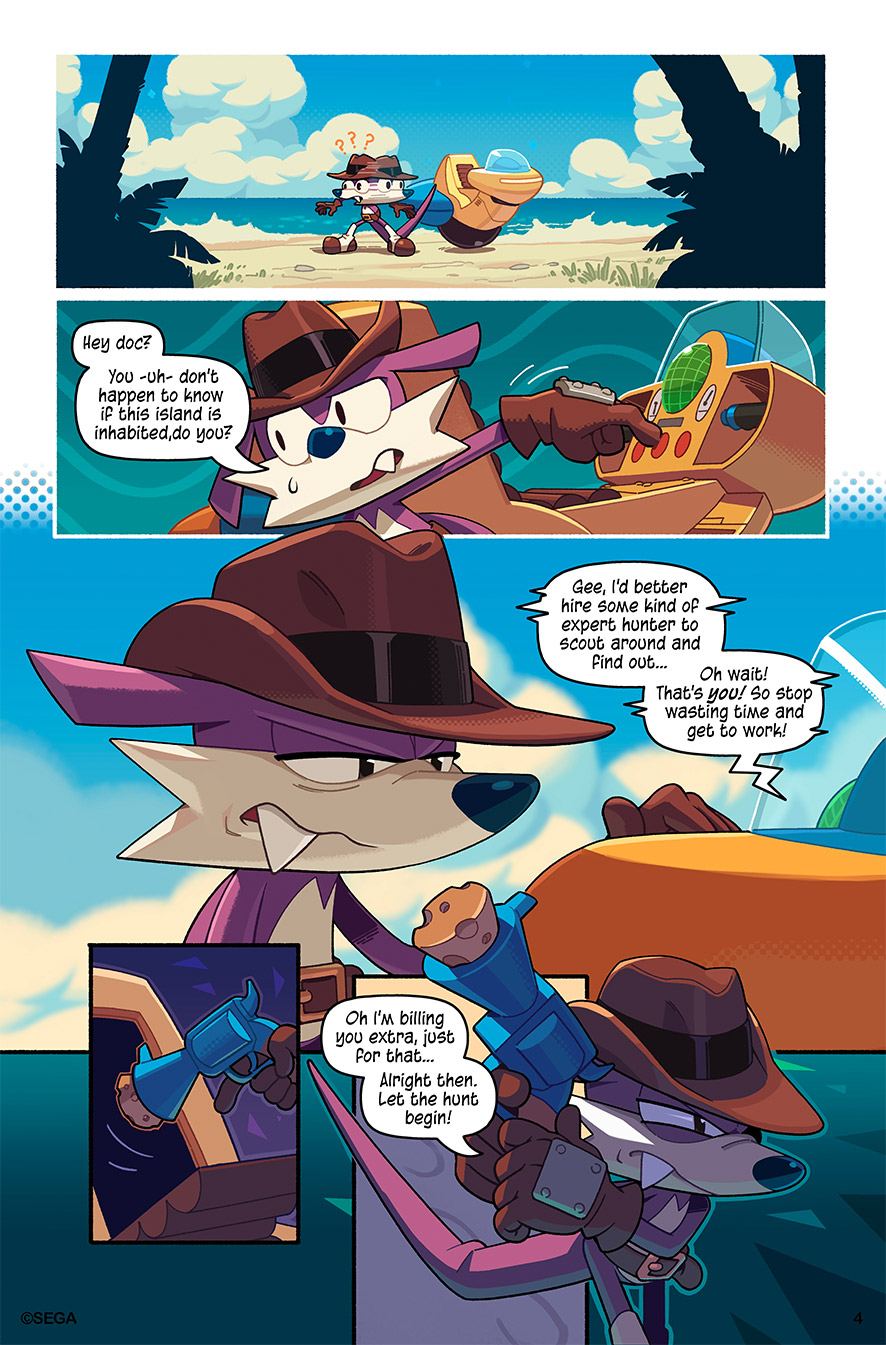 ???
Hey doc?
You -uh- don't
happen to know
if this island is
inhabited,do you?
Gee, I'd better
hire some kind of
expert hunter to
scout around and
find out...
Oh wait!
That's you! So stop
wasting time and
get to work!
Oh I'm billing
you extra, just
for that...
Alright then.
Let the hunt
begin!
©SEGA
4